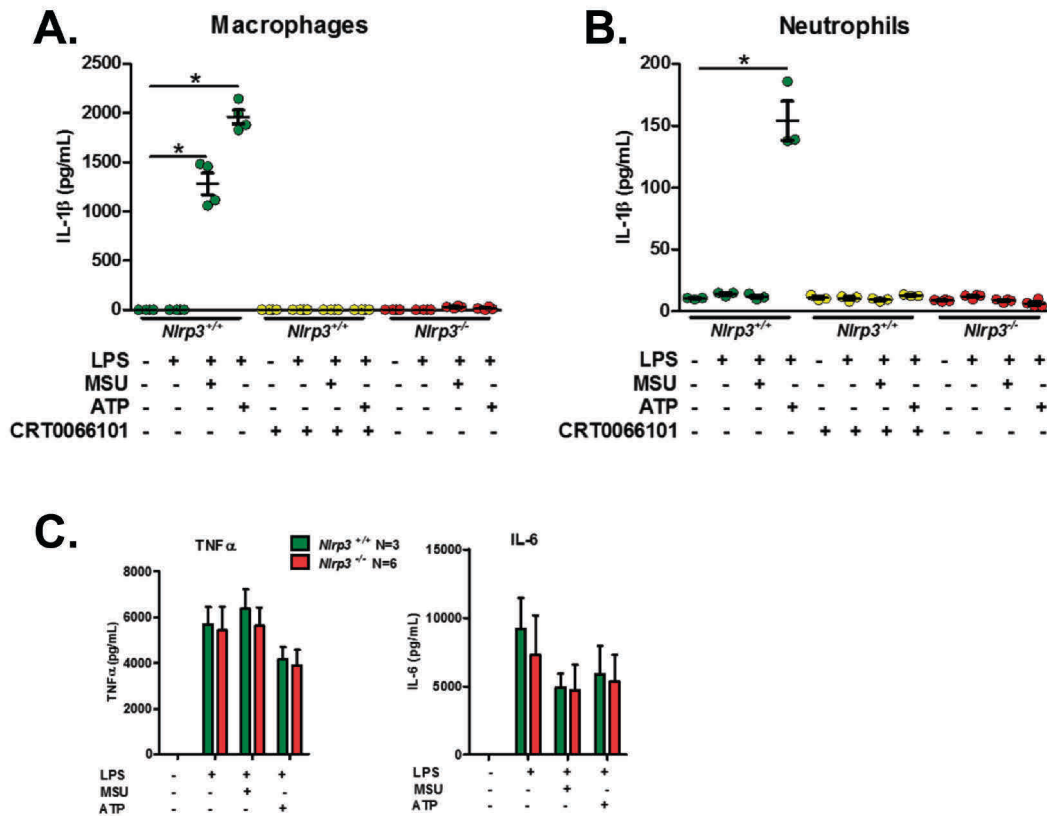 A.
Macrophages
2500
2000
1500
1000
500
0
IL-1β (pg/mL)
*
*
Nlrp3+/+ Nlrp3+/+ Nlrp3-/-
LPS - + + + - + + + - + + +
MSU - - + - - - + - - - + -
ATP - - - + - - - + - - - +
CRT0066101 - - - - + + + + - - - -
B.
Neutrophils
200
150
100
50
0
IL-1β (pg/mL)
*
Nlrp3+/+ Nlrp3+/+ Nlrp3-/-
LPS - + + + - + + + - + + +
MSU - - + - - - + - - - + -
ATP - - - + - - - + - - - +
CRT0066101 - - - - + + + + - - - -
C.
TNFα
8000
6000
4000
2000
0
TNFα (pg/mL)
LPS - + + +
MSU - - + -
ATP - - - +
Nlrp3 +/+ N=3
Nlrp3 -/- N=6
IL-6
15000
10000
5000
0
IL-6 (pg/mL)
LPS - + + +
MSU - - + -
ATP - - - +